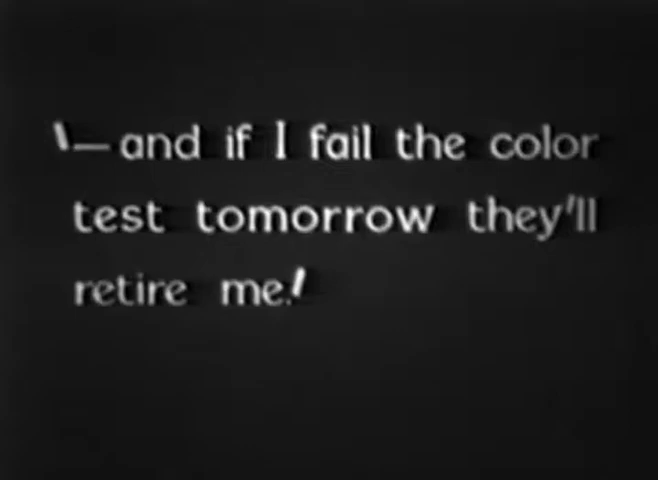 "—and if I fail the color
test tomorrow they'll
retire me."